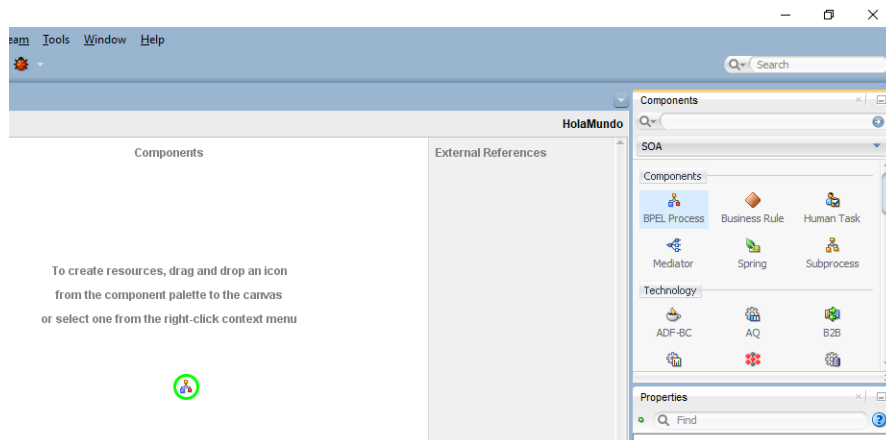 Tools Window Help
Search
Components
HolaMundo
SOA
Components
External References
Components
BPEL Process Business Rule Human Task
Mediator Spring Subprocess
To create resources, drag and drop an icon
from the component palette to the canvas
or select one from the right-click context menu
Technology
ADF-BC AQ B2B
Properties
Find